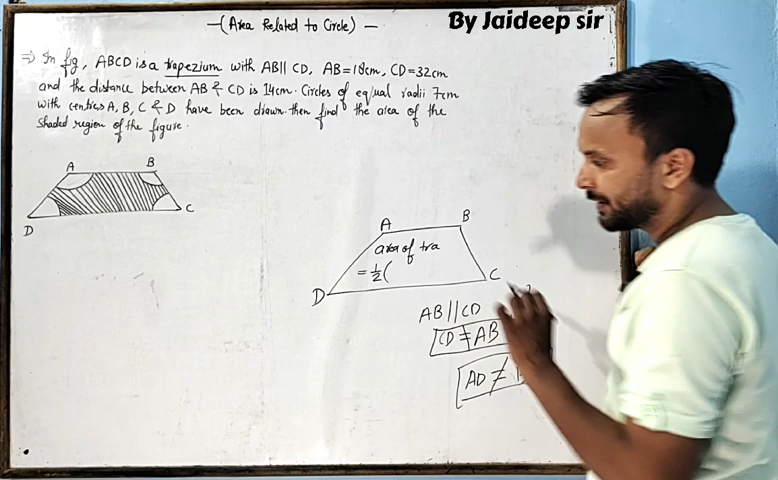 By Jaideep sir
—(Area Related to Circle)—
⇒ In fig, ABCD is a trapezium with AB||CD, AB=18cm, CD=32cm
and the distance between AB & CD is 14cm. Circles of equal radii 7cm
with centres A, B, C & D have been drawn. then find the area of the
shaded region of the figure.
A B
D C
A B
area of tra
= 1/2(
D C
AB||CD
CD ≠ AB
AD ≠